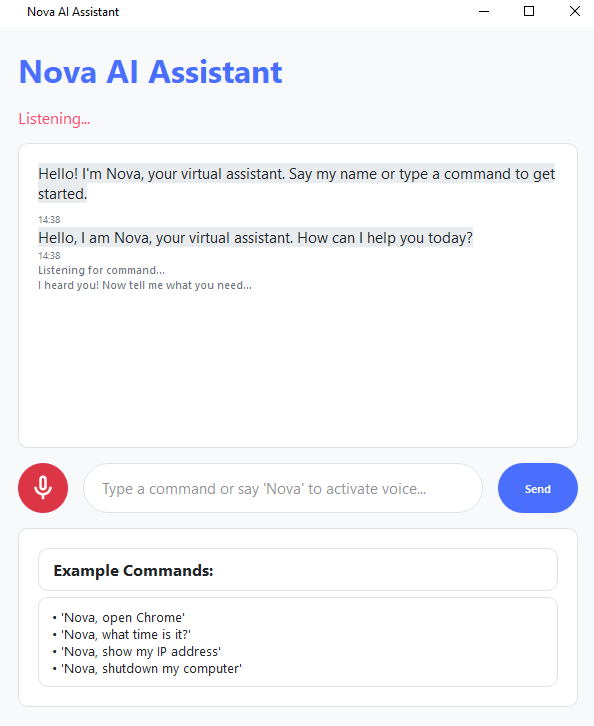 Nova AI Assistant
Nova AI Assistant
Listening...
Hello! I'm Nova, your virtual assistant. Say my name or type a command to get
started.
14:38
Hello, I am Nova, your virtual assistant. How can I help you today?
14:38
Listening for command...
I heard you! Now tell me what you need...
Type a command or say 'Nova' to activate voice...
Send
Example Commands:
• 'Nova, open Chrome'
• 'Nova, what time is it?'
• 'Nova, show my IP address'
• 'Nova, shutdown my computer'